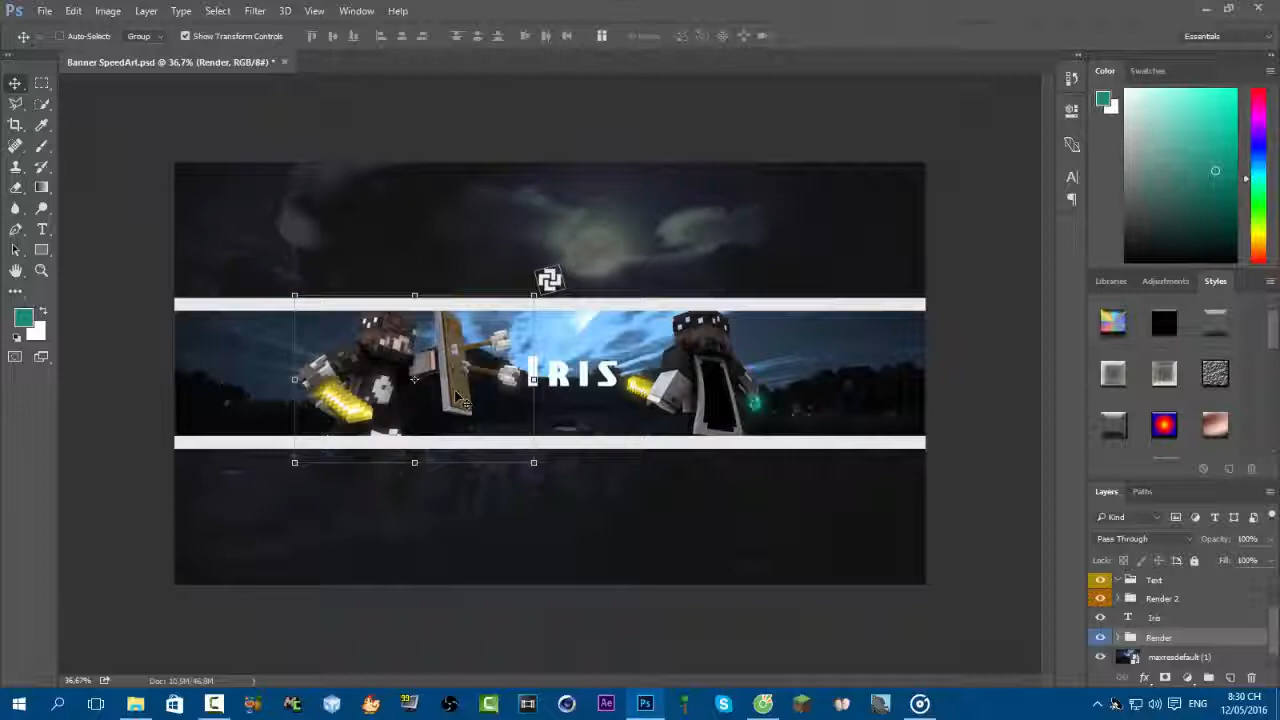 Ps File Edit Image Layer Type Select Filter 3D View Window Help
Auto-Select: Group Show Transform Controls Essentials
Banner SpeedArt.psd @ 36,7% (Render, RGB/8#) *
Color Swatches
IRIS
Libraries Adjustments Styles
Layers Paths
Kind
Pass Through Opacity: 100%
Lock: Fill: 100%
Text
Render 2
Iris
Render
maxresdefault (1)
36,67% Doc: 10,5M/46,8M
8:30 CH
ENG
12/05/2016